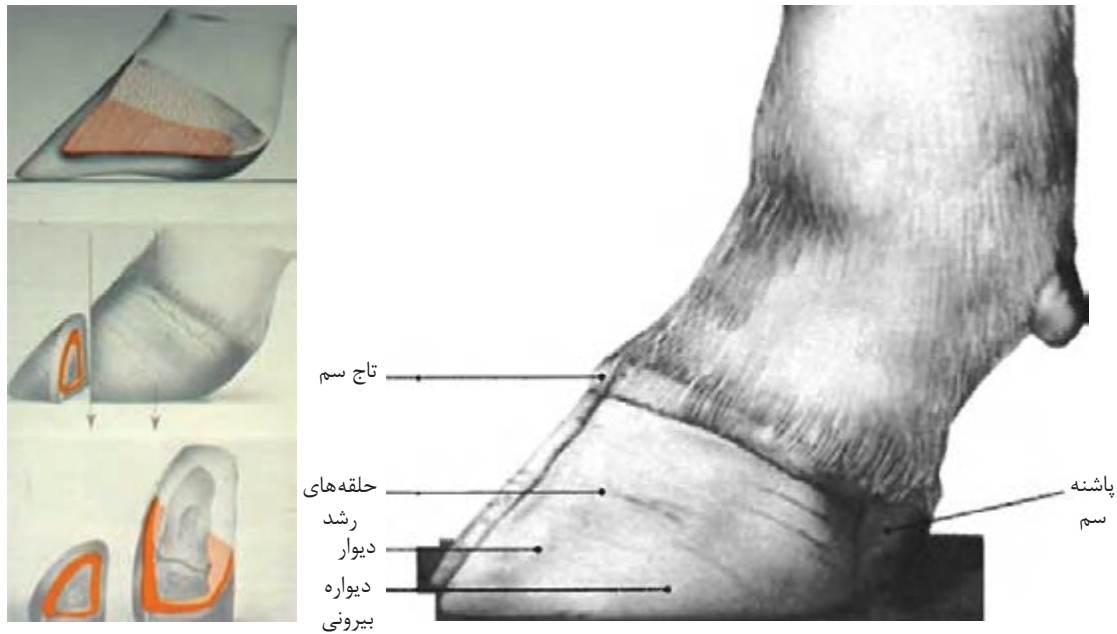 تاج سم
حلقه‌های
رشد
دیوار
دیواره
بیرونی
پاشنه
سم